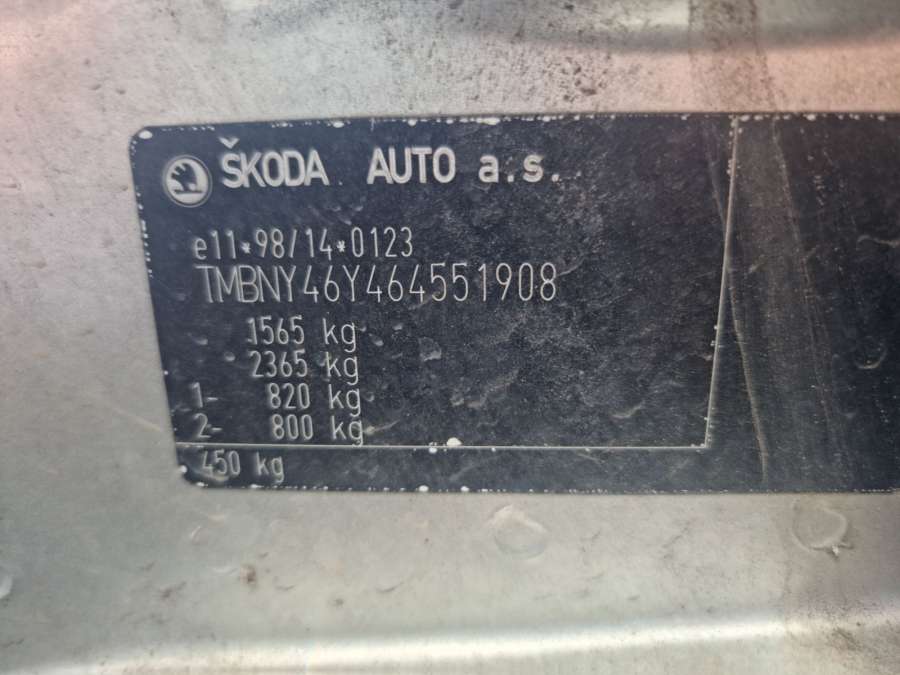 ŠKODA AUTO a.s.
e11*98/14*0123
TMBNY46Y464551908
1565 kg
2365 kg
1- 820 kg
2- 800 kg
450 kg